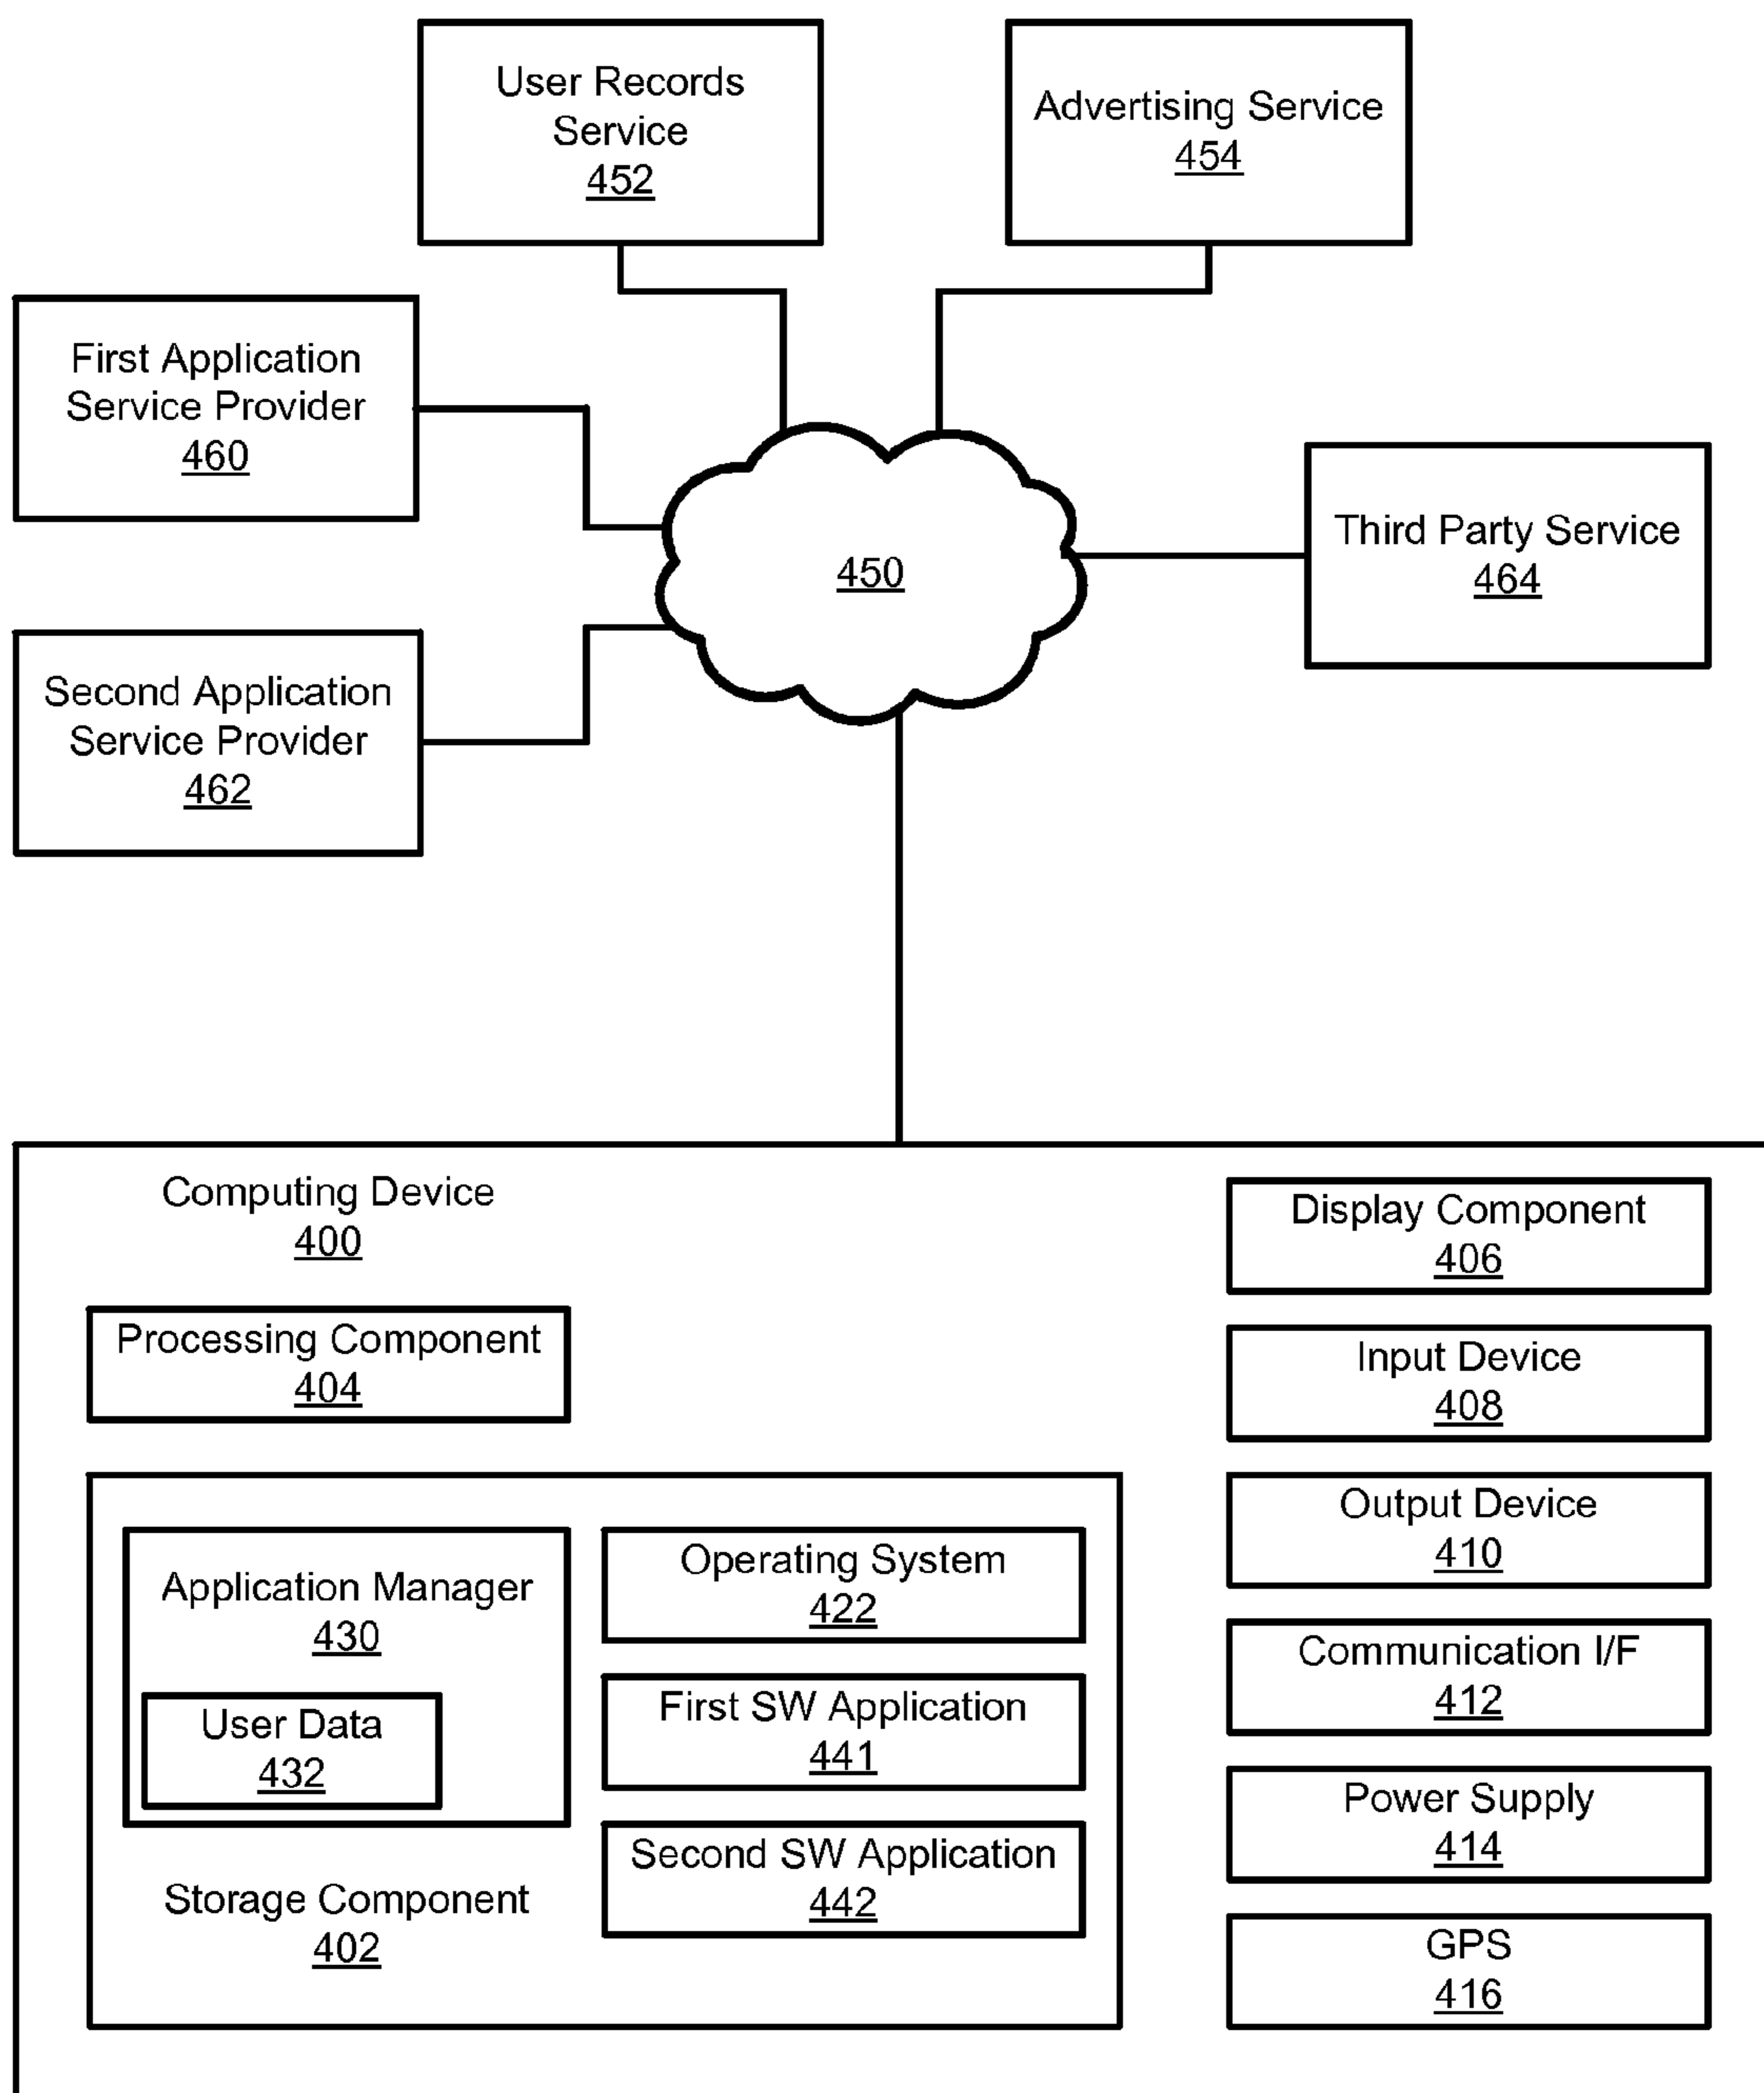 User Records
Service
452
Advertising Service
454
First Application
Service Provider
460
Third Party Service
464
450
Second Application
Service Provider
462
Computing Device
400
Processing Component
404
Application Manager
430
User Data
432
Storage Component
402
Operating System
422
First SW Application
441
Second SW Application
442
Display Component
406
Input Device
408
Output Device
410
Communication I/F
412
Power Supply
414
GPS
416